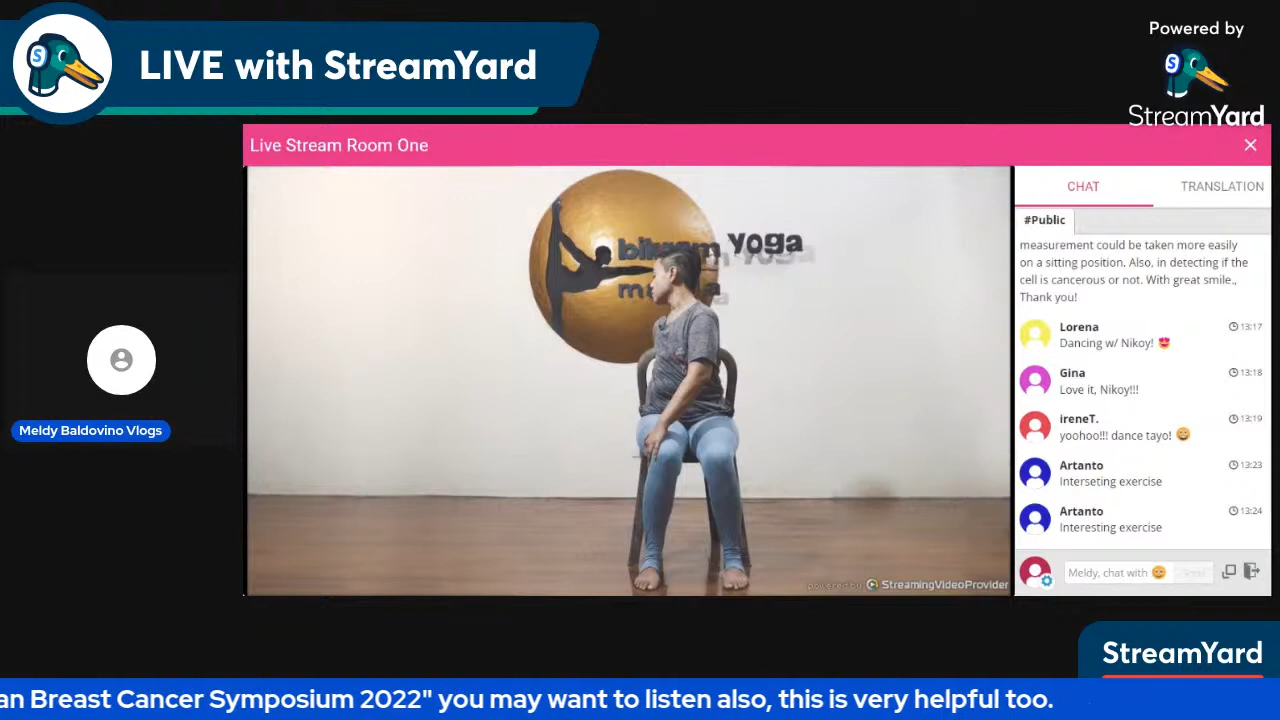 LIVE with StreamYard
Powered by
StreamYard
Live Stream Room One
CHAT
TRANSLATION
#Public
measurement could be taken more easily
on a sitting position. Also, in detecting if the
cell is cancerous or not. With great smile.,
Thank you!
Lorena
13:17
Dancing w/ Nikoy! 😍
Gina
13:18
Love it, Nikoy!!!
ireneT.
13:19
yoohoo!!! dance tayo! 😄
Artanto
13:23
Interseting exercise
Artanto
13:24
Interesting exercise
Meldy, chat with 😄
bikram yoga
Meldy Baldovino Vlogs
powered by StreamingVideoProvider
StreamYard
an Breast Cancer Symposium 2022" you may want to listen also, this is very helpful too.